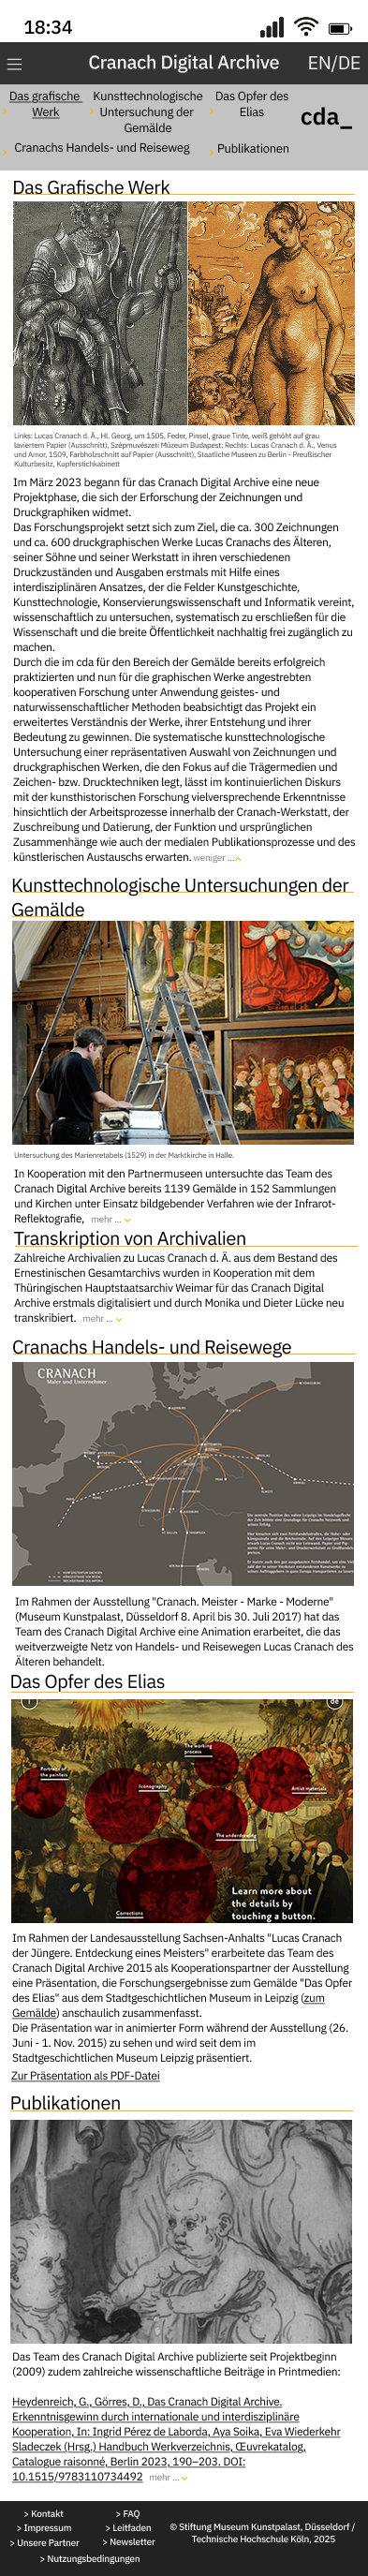 18:34
Cranach Digital Archive EN/DE
Das grafische
Werk
Kunsttechnologische
Untersuchung der
Gemälde
Das Opfer des
Elias
cda_
Cranachs Handels- und Reiseweg
Publikationen
Das Grafische Werk
Links: Lucas Cranach d. Ä., Hl. Georg, um 1505, Feder, Pinsel, graue Tinte, weiß gehöht auf grau
laviertem Papier (Ausschnitt), Szépmuvészeti Múzeum Budapest; Rechts: Lucas Cranach d. Ä., Venus
und Amor, 1509, Farbholzschnitt auf Papier (Ausschnitt), Staatliche Museen zu Berlin - Preußischer
Kulturbesitz, Kupferstichkabinett
Im März 2023 begann für das Cranach Digital Archive eine neue
Projektphase, die sich der Erforschung der Zeichnungen und
Druckgraphiken widmet.
Das Forschungsprojekt setzt sich zum Ziel, die ca. 300 Zeichnungen
und ca. 600 druckgraphischen Werke Lucas Cranachs des Älteren,
seiner Söhne und seiner Werkstatt in ihren verschiedenen
Druckzuständen und Ausgaben erstmals mit Hilfe eines
interdisziplinären Ansatzes, der die Felder Kunstgeschichte,
Kunsttechnologie, Konservierungswissenschaft und Informatik vereint,
wissenschaftlich zu untersuchen, systematisch zu erschließen für die
Wissenschaft und die breite Öffentlichkeit nachhaltig frei zugänglich zu
machen.
Durch die im cda für den Bereich der Gemälde bereits erfolgreich
praktizierten und nun für die graphischen Werke angestrebten
kooperativen Forschung unter Anwendung geistes- und
naturwissenschaftlicher Methoden beabsichtigt das Projekt ein
erweitertes Verständnis der Werke, ihrer Entstehung und ihrer
Bedeutung zu gewinnen. Die systematische kunsttechnologische
Untersuchung einer repräsentativen Auswahl von Zeichnungen und
druckgraphischen Werken, die den Fokus auf die Trägermedien und
Zeichen- bzw. Drucktechniken legt, lässt im kontinuierlichen Diskurs
mit der kunsthistorischen Forschung vielversprechende Erkenntnisse
hinsichtlich der Arbeitsprozesse innerhalb der Cranach-Werkstatt, der
Zuschreibung und Datierung, der Funktion und ursprünglichen
Zusammenhänge wie auch der medialen Publikationsprozesse und des
künstlerischen Austauschs erwarten. weniger ...
Kunsttechnologische Untersuchungen der
Gemälde
Untersuchung des Marienretabels (1529) in der Marktkirche in Halle.
In Kooperation mit den Partnermuseen untersuchte das Team des
Cranach Digital Archive bereits 1139 Gemälde in 152 Sammlungen
und Kirchen unter Einsatz bildgebender Verfahren wie der Infrarot-
Reflektografie, mehr ...
Transkription von Archivalien
Zahlreiche Archivalien zu Lucas Cranach d. Ä. aus dem Bestand des
Ernestinischen Gesamtarchivs wurden in Kooperation mit dem
Thüringischen Hauptstaatsarchiv Weimar für das Cranach Digital
Archive erstmals digitalisiert und durch Monika und Dieter Lücke neu
transkribiert. mehr ...
Cranachs Handels- und Reisewege
CRANACH
Maler und Unternehmer
Im Rahmen der Ausstellung "Cranach. Meister - Marke - Moderne"
(Museum Kunstpalast, Düsseldorf 8. April bis 30. Juli 2017) hat das
Team des Cranach Digital Archive eine Animation erarbeitet, die das
weitverzweigte Netz von Handels- und Reisewegen Lucas Cranach des
Älteren behandelt.
Das Opfer des Elias
i
de
The working
process
Portraits of
the painters
Iconography
Artist materials
The underdrawing
Corrections
Learn more about
the details by
touching a button.
Im Rahmen der Landesausstellung Sachsen-Anhalts "Lucas Cranach
der Jüngere. Entdeckung eines Meisters" erarbeitete das Team des
Cranach Digital Archive 2015 als Kooperationspartner der Ausstellung
eine Präsentation, die Forschungsergebnisse zum Gemälde "Das Opfer
des Elias" aus dem Stadtgeschichtlichen Museum in Leipzig (zum
Gemälde) anschaulich zusammenfasst.
Die Präsentation war in animierter Form während der Ausstellung (26.
Juni - 1. Nov. 2015) zu sehen und wird seit dem im
Stadtgeschichtlichen Museum Leipzig präsentiert.
Zur Präsentation als PDF-Datei
Publikationen
Das Team des Cranach Digital Archive publizierte seit Projektbeginn
(2009) zudem zahlreiche wissenschaftliche Beiträge in Printmedien:
Heydenreich, G., Görres, D., Das Cranach Digital Archive.
Erkenntnisgewinn durch internationale und interdisziplinäre
Kooperation, In: Ingrid Pérez de Laborda, Aya Soika, Eva Wiederkehr
Sladeczek (Hrsg.) Handbuch Werkverzeichnis, Œuvrekatalog,
Catalogue raisonné, Berlin 2023, 190–203. DOI:
10.1515/9783110734492 mehr ...
> Kontakt
> FAQ
> Impressum
> Leitfaden
> Unsere Partner
> Newsletter
> Nutzungsbedingungen
© Stiftung Museum Kunstpalast, Düsseldorf /
Technische Hochschule Köln, 2025